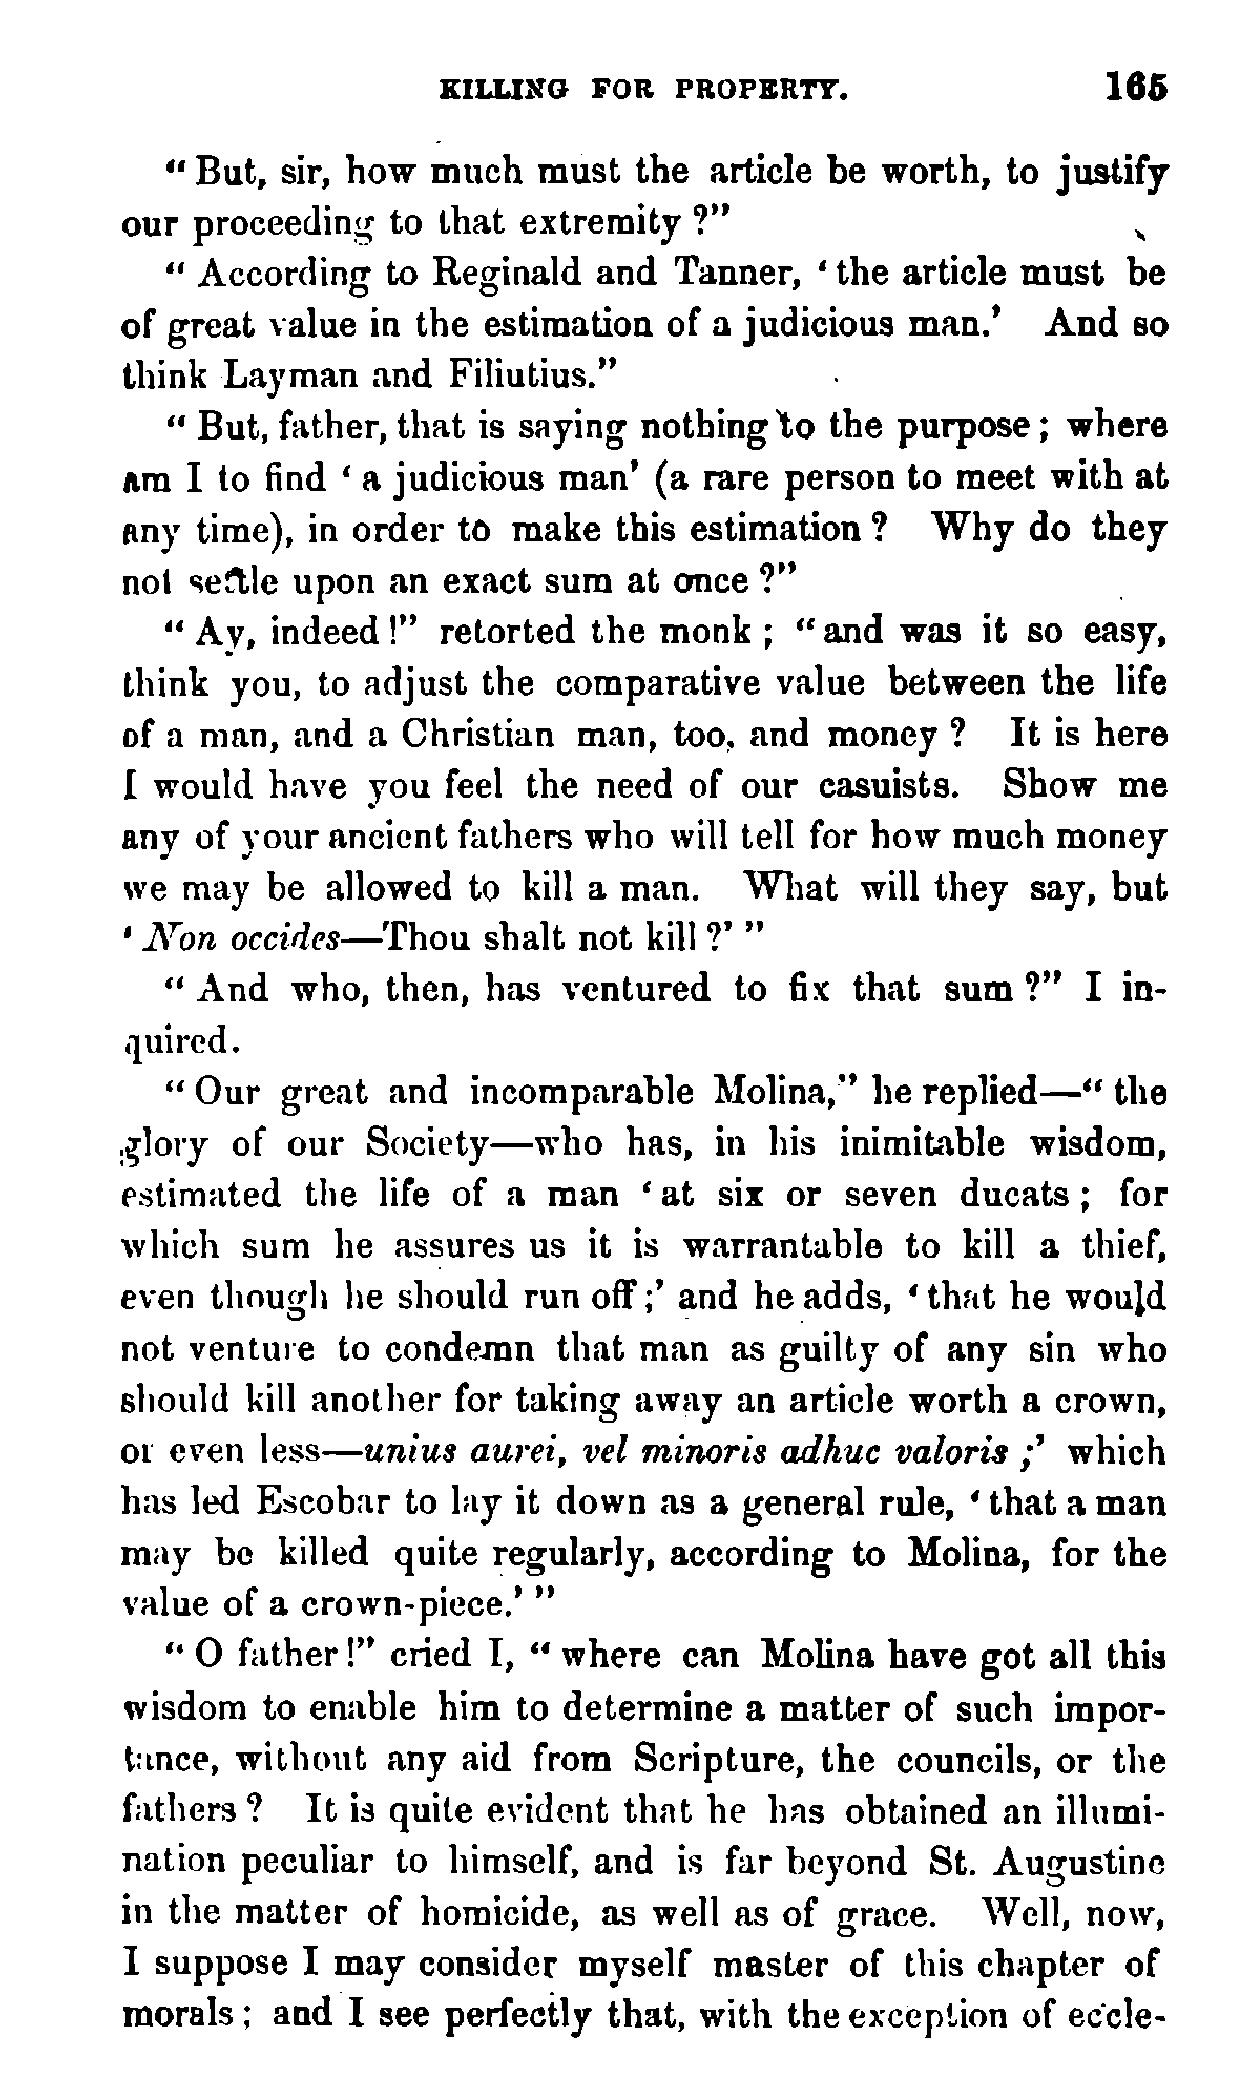 KILLING FOR PROPERTY. 165
“ But, sir, how much must the article be worth, to justify
our proceeding to that extremity ?”
“ According to Reginald and Tanner, ‘ the article must be
of great value in the estimation of a judicious man.’ And so
think Layman and Filiutius.”
“ But, father, that is saying nothing to the purpose ; where
am I to find ‘ a judicious man’ (a rare person to meet with at
any time), in order to make this estimation ? Why do they
not settle upon an exact sum at once ?”
“ Ay, indeed !” retorted the monk ; “ and was it so easy,
think you, to adjust the comparative value between the life
of a man, and a Christian man, too, and money ? It is here
I would have you feel the need of our casuists. Show me
any of your ancient fathers who will tell for how much money
we may be allowed to kill a man. What will they say, but
‘ Non occides—Thou shalt not kill ?’ ”
“ And who, then, has ventured to fix that sum ?” I in-
quired.
“ Our great and incomparable Molina,” he replied—“ the
glory of our Society—who has, in his inimitable wisdom,
estimated the life of a man ‘ at six or seven ducats ; for
which sum he assures us it is warrantable to kill a thief,
even though he should run off ;’ and he adds, ‘ that he would
not venture to condemn that man as guilty of any sin who
should kill another for taking away an article worth a crown,
or even less—unius aurei, vel minoris adhuc valoris ;’ which
has led Escobar to lay it down as a general rule, ‘ that a man
may be killed quite regularly, according to Molina, for the
value of a crown-piece.’ ”
“ O father !” cried I, “ where can Molina have got all this
wisdom to enable him to determine a matter of such impor-
tance, without any aid from Scripture, the councils, or the
fathers ? It is quite evident that he has obtained an illumi-
nation peculiar to himself, and is far beyond St. Augustine
in the matter of homicide, as well as of grace. Well, now,
I suppose I may consider myself master of this chapter of
morals ; and I see perfectly that, with the exception of eccle-